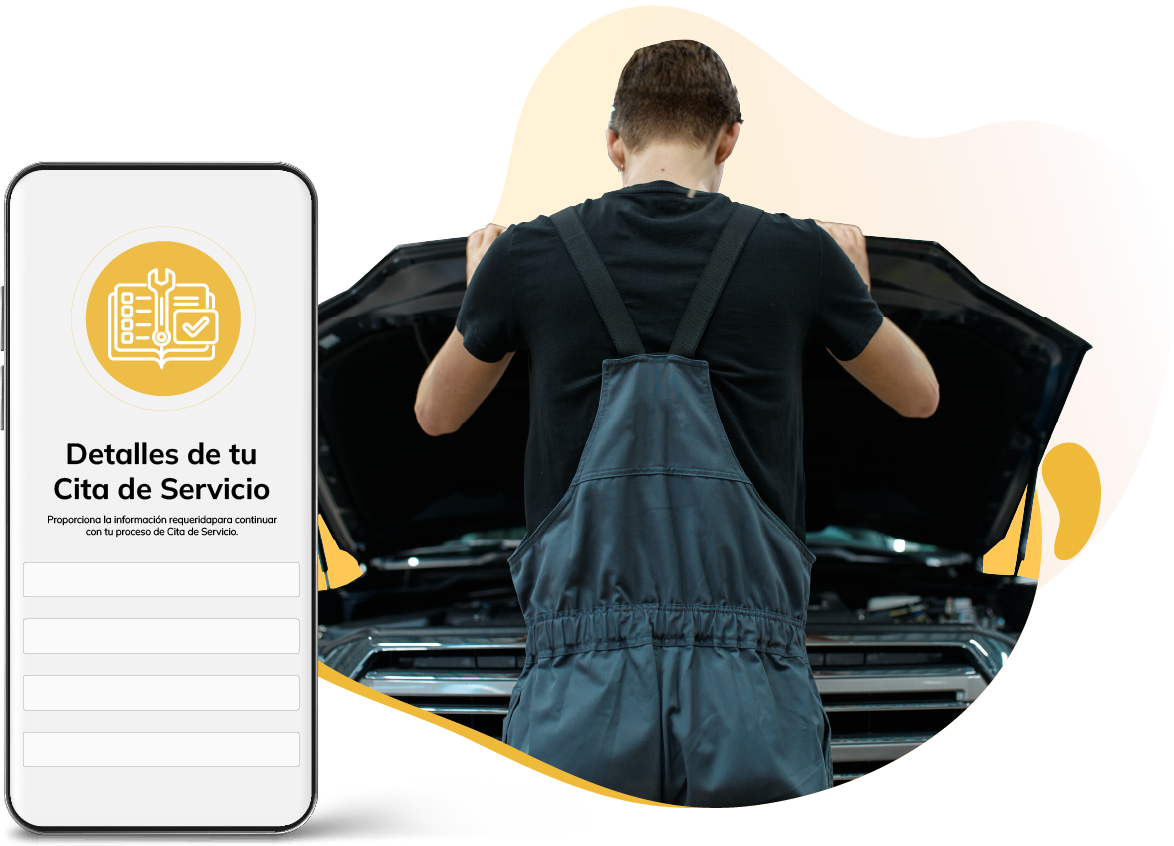 Detalles de tu
Cita de Servicio
Proporciona la información requeridapara continuar
con tu proceso de Cita de Servicio.